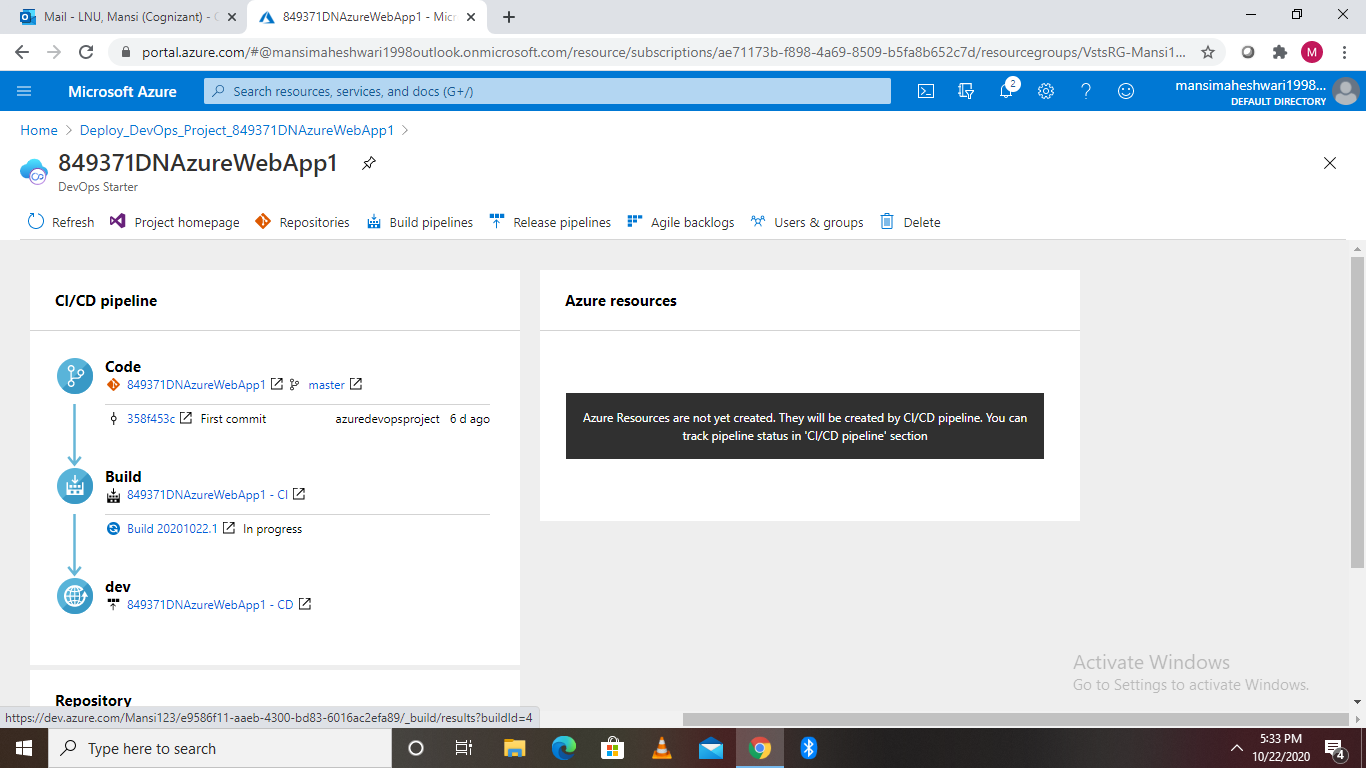 Mail - LNU, Mansi (Cognizant) -
849371DNAzureWebApp1 - Micr
portal.azure.com/#@mansimaheshwari1998outlook.onmicrosoft.com/resource/subscriptions/ae71173b-f898-4a69-8509-b5fa8b652c7d/resourcegroups/VstsRG-Mansi1...
M
Microsoft Azure
Search resources, services, and docs (G+/)
2
mansimaheshwari1998...
DEFAULT DIRECTORY
Home > Deploy_DevOps_Project_849371DNAzureWebApp1 >
849371DNAzureWebApp1
DevOps Starter
Refresh Project homepage Repositories Build pipelines Release pipelines Agile backlogs Users & groups Delete
CI/CD pipeline
Azure resources
Code
849371DNAzureWebApp1 master
358f453c First commit azuredevopsproject 6 d ago
Azure Resources are not yet created. They will be created by CI/CD pipeline. You can
track pipeline status in 'CI/CD pipeline' section
Build
849371DNAzureWebApp1 - CI
Build 20201022.1 In progress
dev
849371DNAzureWebApp1 - CD
Repository
Activate Windows
Go to Settings to activate Windows.
https://dev.azure.com/Mansi123/e9586f11-aaeb-4300-bd83-6016ac2efa89/_build/results?buildId=4
Type here to search
5:33 PM
10/22/2020
4